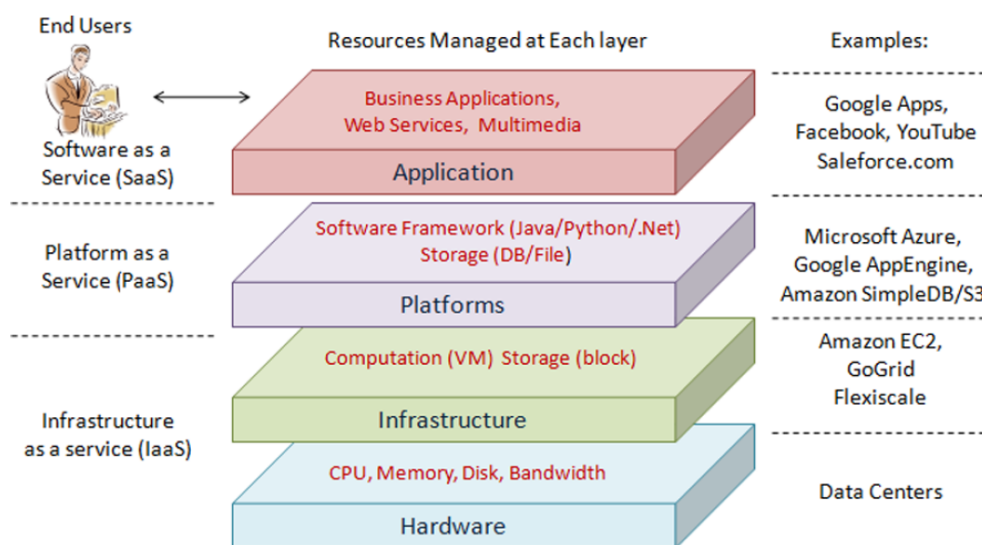 End Users
Resources Managed at Each layer
Examples:
Business Applications,
Web Services, Multimedia
Application
Software as a
Service (SaaS)
Google Apps,
Facebook, YouTube
Saleforce.com
Software Framework (Java/Python/.Net)
Storage (DB/File)
Platforms
Platform as a
Service (PaaS)
Microsoft Azure,
Google AppEngine,
Amazon SimpleDB/S3
Computation (VM) Storage (block)
Infrastructure
Amazon EC2,
GoGrid
Flexiscale
Infrastructure
as a service (IaaS)
CPU, Memory, Disk, Bandwidth
Hardware
Data Centers